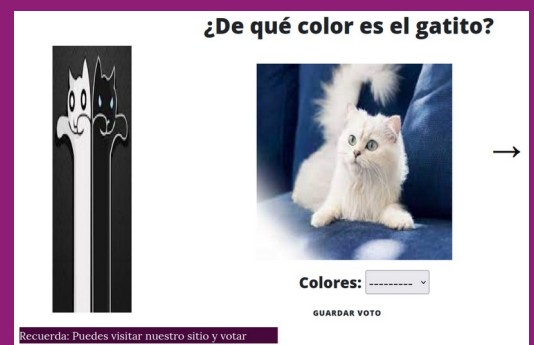 ¿De qué color es el gatito?
→
Colores: ---------
GUARDAR VOTO
Recuerda: Puedes visitar nuestro sitio y votar